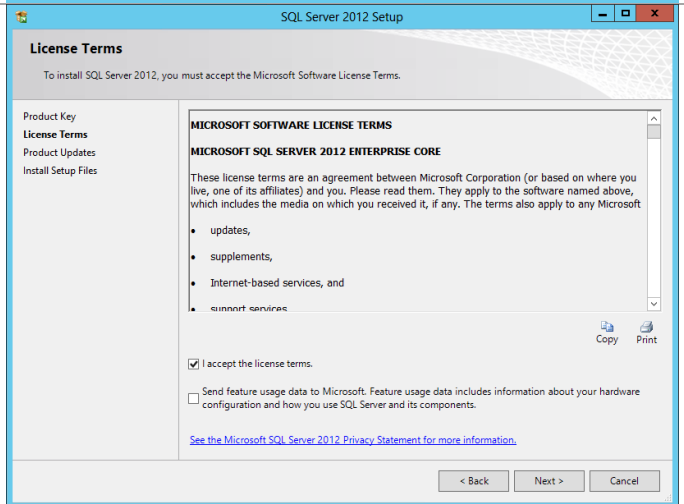 SQL Server 2012 Setup
License Terms
To install SQL Server 2012, you must accept the Microsoft Software License Terms.
Product Key
License Terms
Product Updates
Install Setup Files
MICROSOFT SOFTWARE LICENSE TERMS
MICROSOFT SQL SERVER 2012 ENTERPRISE CORE
These license terms are an agreement between Microsoft Corporation (or based on where you
live, one of its affiliates) and you. Please read them. They apply to the software named above,
which includes the media on which you received it, if any. The terms also apply to any Microsoft
• updates,
• supplements,
• Internet-based services, and
• support services
Copy Print
I accept the license terms.
Send feature usage data to Microsoft. Feature usage data includes information about your hardware
configuration and how you use SQL Server and its components.
See the Microsoft SQL Server 2012 Privacy Statement for more information.
< Back Next > Cancel